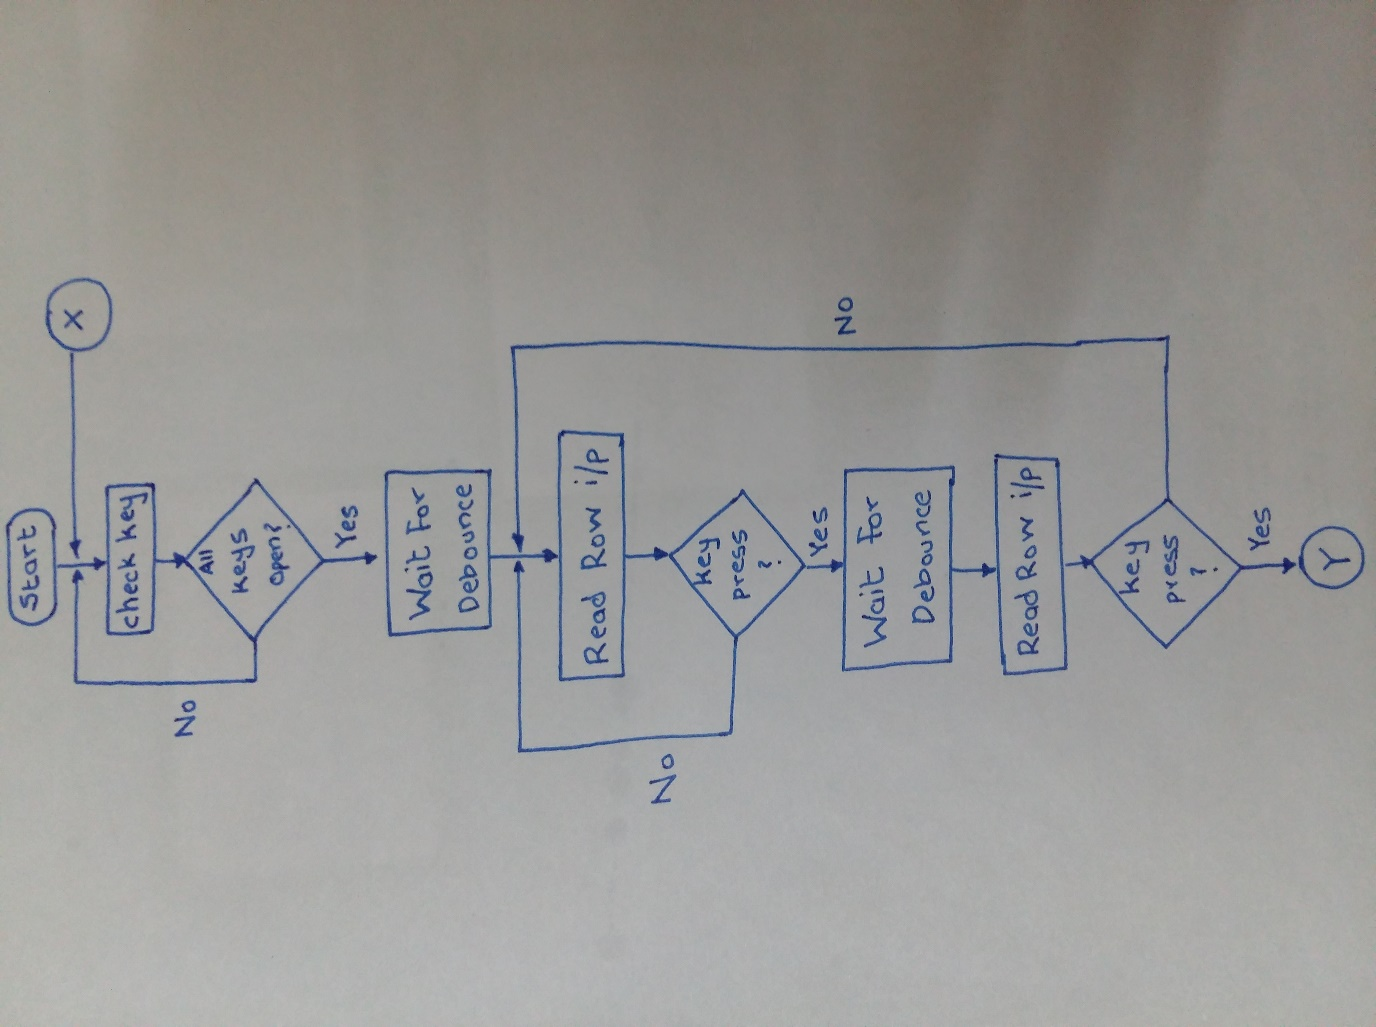 Start
X
check key
All
Keys
open?
No
Yes
Wait For
Debounce
Read Row i/p
Key
press
?
No
Yes
Wait for
Debounce
No
Read Row i/p
Key
press
?
Yes
Y